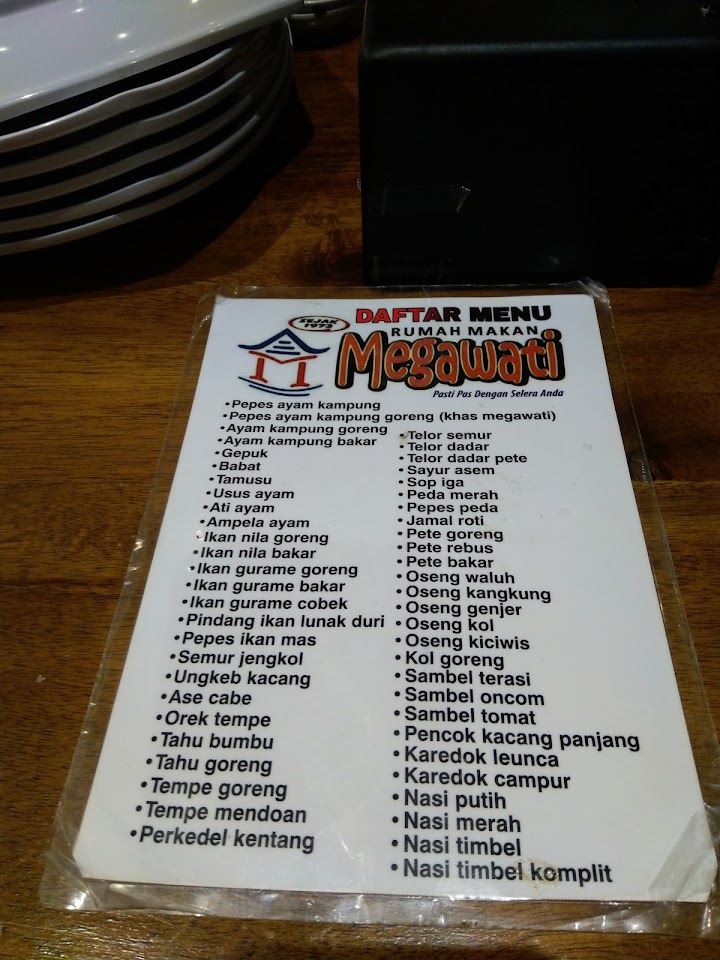 SEJAK
1973
DAFTAR MENU
RUMAH MAKAN
Megawati
Pasti Pas Dengan Selera Anda
•Pepes ayam kampung
•Pepes ayam kampung goreng (khas megawati)
•Ayam kampung goreng
•Ayam kampung bakar
•Gepuk
•Babat
•Tamusu
•Usus ayam
•Ati ayam
•Ampela ayam
•Ikan nila goreng
•Ikan nila bakar
•Ikan gurame goreng
•Ikan gurame bakar
•Ikan gurame cobek
•Pindang ikan lunak duri
•Pepes ikan mas
•Semur jengkol
•Ungkeb kacang
•Ase cabe
•Orek tempe
•Tahu bumbu
•Tahu goreng
•Tempe goreng
•Tempe mendoan
•Perkedel kentang
•Telor semur
•Telor dadar
•Telor dadar pete
•Sayur asem
•Sop iga
•Peda merah
•Pepes peda
•Jamal roti
•Pete goreng
•Pete rebus
•Pete bakar
•Oseng waluh
•Oseng kangkung
•Oseng genjer
•Oseng kol
•Oseng kiciwis
•Kol goreng
•Sambel terasi
•Sambel oncom
•Sambel tomat
•Pencok kacang panjang
•Karedok leunca
•Karedok campur
•Nasi putih
•Nasi merah
•Nasi timbel
•Nasi timbel komplit